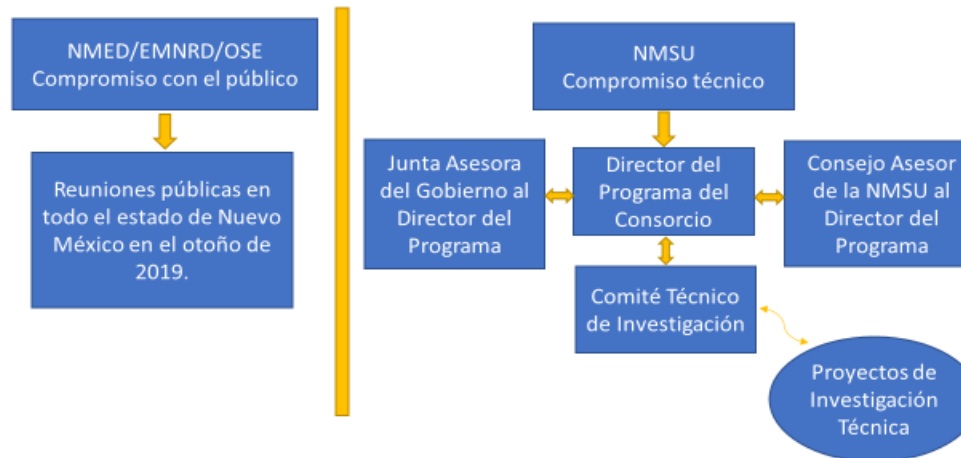 NMED/EMNRD/OSE
Compromiso con el público
Reuniones públicas en
todo el estado de Nuevo
México en el otoño de
2019.
NMSU
Compromiso técnico
Junta Asesora
del Gobierno al
Director del
Programa
Director del
Programa del
Consorcio
Consejo Asesor
de la NMSU al
Director del
Programa
Comité Técnico
de Investigación
Proyectos de
Investigación
Técnica